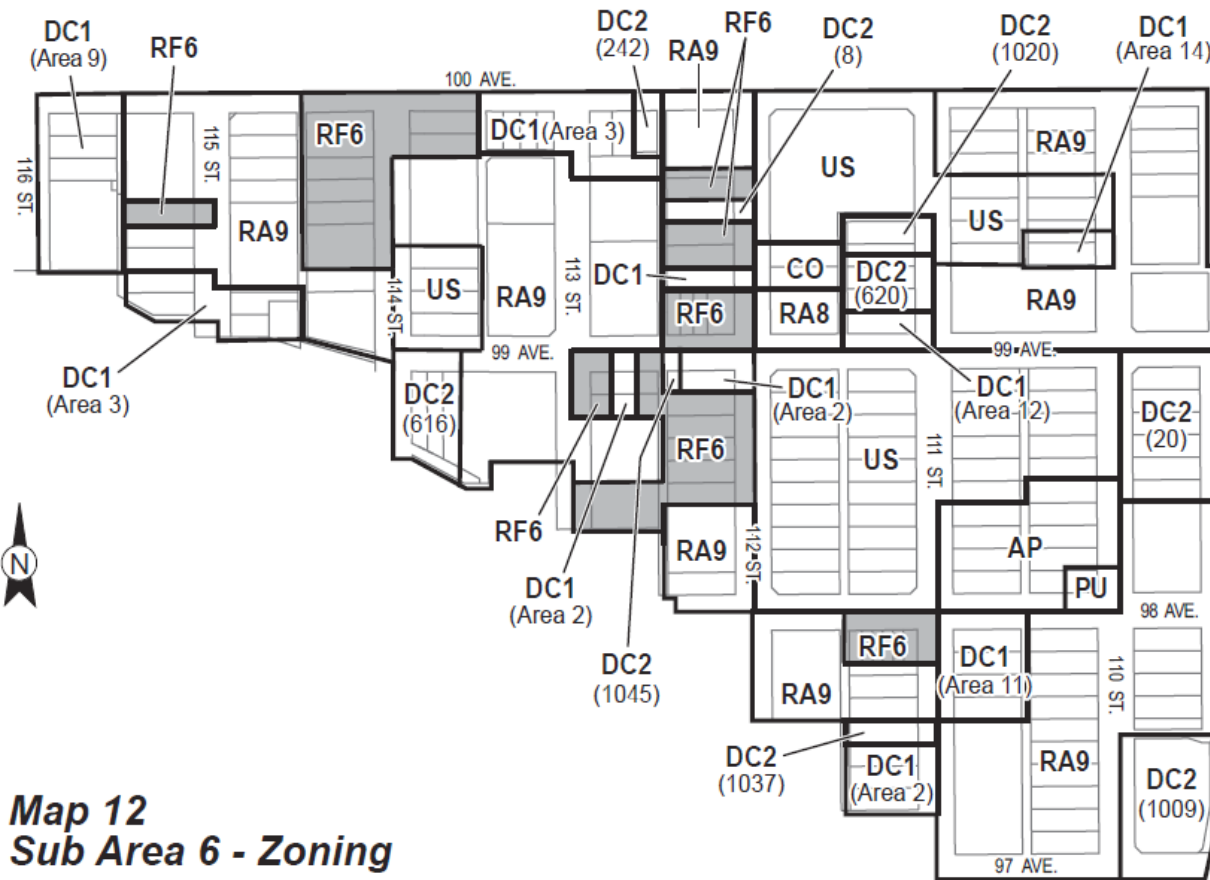 DC1
(Area 9)
RF6
DC2
(242)
RA9
RF6
DC2
(8)
DC2
(1020)
DC1
(Area 14)
100 AVE.
116 ST.
115 ST.
RA9
RF6
DC1 (Area 3)
US
RA9
US
114 ST.
US
RA9
113 ST.
DC1
CO
DC2
(620)
RA9
RF6
RA8
DC1
(Area 3)
99 AVE.
99 AVE.
DC2
(616)
DC1
(Area 2)
DC1
(Area 12)
DC2
(20)
RF6
US
111 ST.
RF6
RA9
112 ST.
AP
PU
N
DC1
(Area 2)
98 AVE.
DC2
(1045)
RF6
DC1
(Area 11)
RA9
110 ST.
DC2
(1037)
DC1
(Area 2)
RA9
DC2
(1009)
97 AVE.
Map 12
Sub Area 6 - Zoning